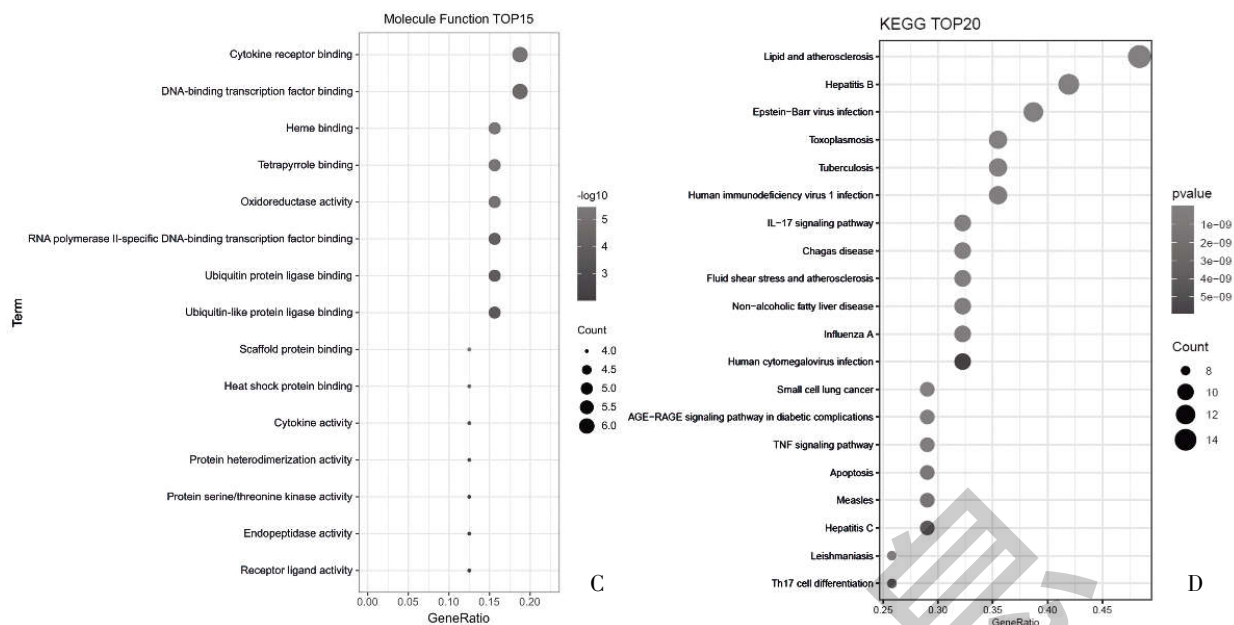 Molecule Function TOP15
Cytokine receptor binding
DNA-binding transcription factor binding
Heme binding
Tetrapyrrole binding
Oxidoreductase activity
RNA polymerase II-specific DNA-binding transcription factor binding
Ubiquitin protein ligase binding
Ubiquitin-like protein ligase binding
Scaffold protein binding
Heat shock protein binding
Cytokine activity
Protein heterodimerization activity
Protein serine/threonine kinase activity
Endopeptidase activity
Receptor ligand activity
Term
0.00 0.05 0.10 0.15 0.20
GeneRatio
-log10
5
4
3
Count
4.0
4.5
5.0
5.5
6.0
C
KEGG TOP20
Lipid and atherosclerosis
Hepatitis B
Epstein-Barr virus infection
Toxoplasmosis
Tuberculosis
Human immunodeficiency virus 1 infection
IL-17 signaling pathway
Chagas disease
Fluid shear stress and atherosclerosis
Non-alcoholic fatty liver disease
Influenza A
Human cytomegalovirus infection
Small cell lung cancer
AGE-RAGE signaling pathway in diabetic complications
TNF signaling pathway
Apoptosis
Measles
Hepatitis C
Leishmaniasis
Th17 cell differentiation
0.25 0.30 0.35 0.40 0.45
GeneRatio
pvalue
1e-09
2e-09
3e-09
4e-09
5e-09
Count
8
10
12
14
D